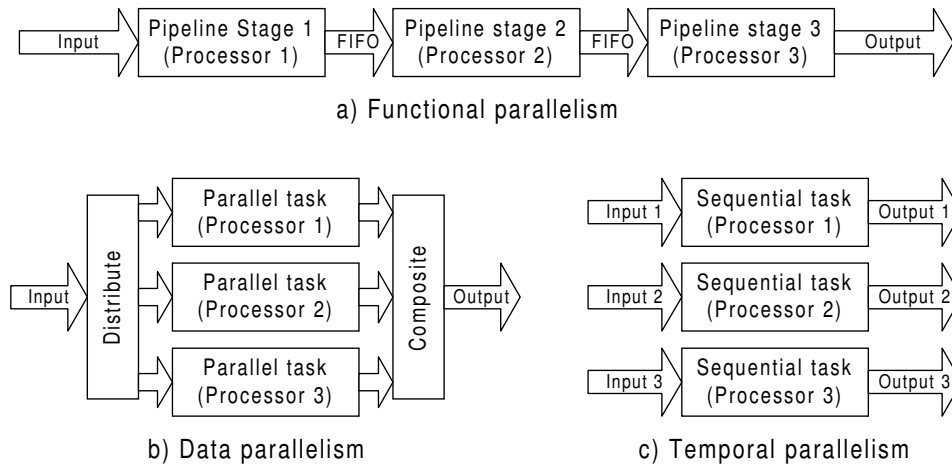 Input
Pipeline Stage 1
(Processor 1)
FIFO
Pipeline stage 2
(Processor 2)
FIFO
Pipeline stage 3
(Processor 3)
Output
a) Functional parallelism
Input
Distribute
Parallel task
(Processor 1)
Parallel task
(Processor 2)
Parallel task
(Processor 3)
Composite
Output
b) Data parallelism
Input 1
Sequential task
(Processor 1)
Output 1
Input 2
Sequential task
(Processor 2)
Output 2
Input 3
Sequential task
(Processor 3)
Output 3
c) Temporal parallelism